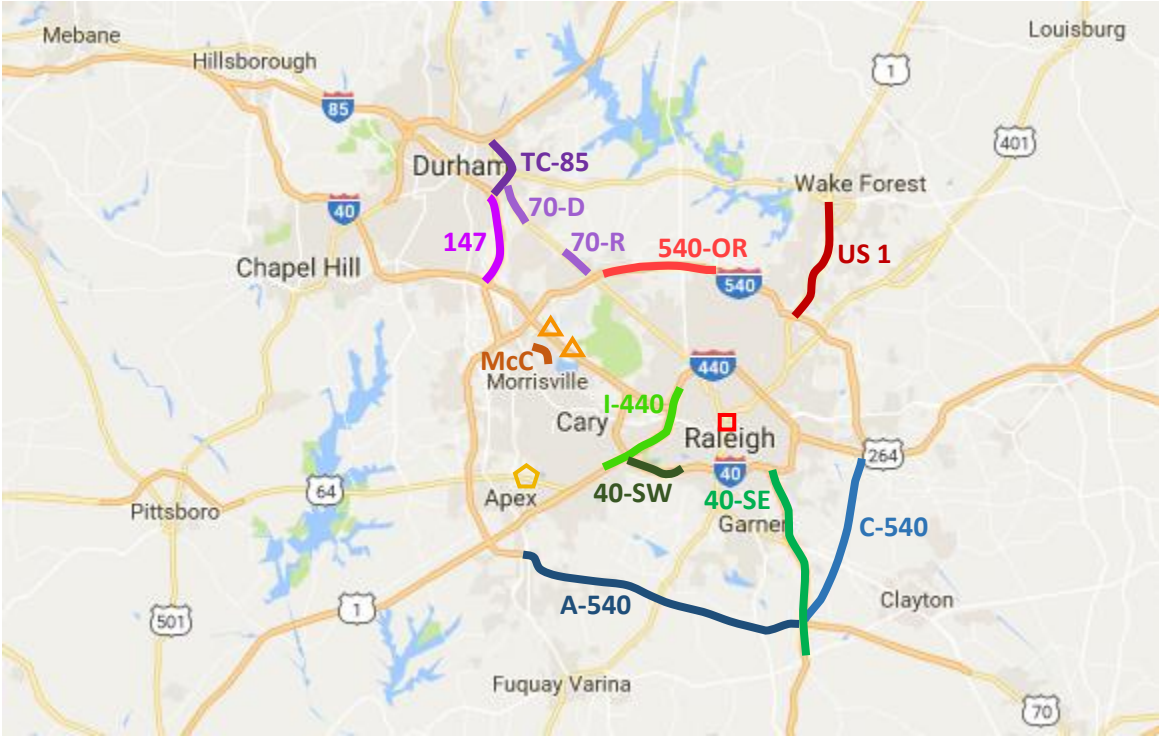 Mebane
Louisburg
Hillsborough
1
85
401
Durham
TC-85
Wake Forest
40
70-D
147
70-R
540-OR
US 1
Chapel Hill
540
McC
Morrisville
440
I-440
Cary
Raleigh
264
Apex
64
40-SW
40
40-SE
Pittsboro
Garner
C-540
A-540
1
Clayton
501
Fuquay Varina
70